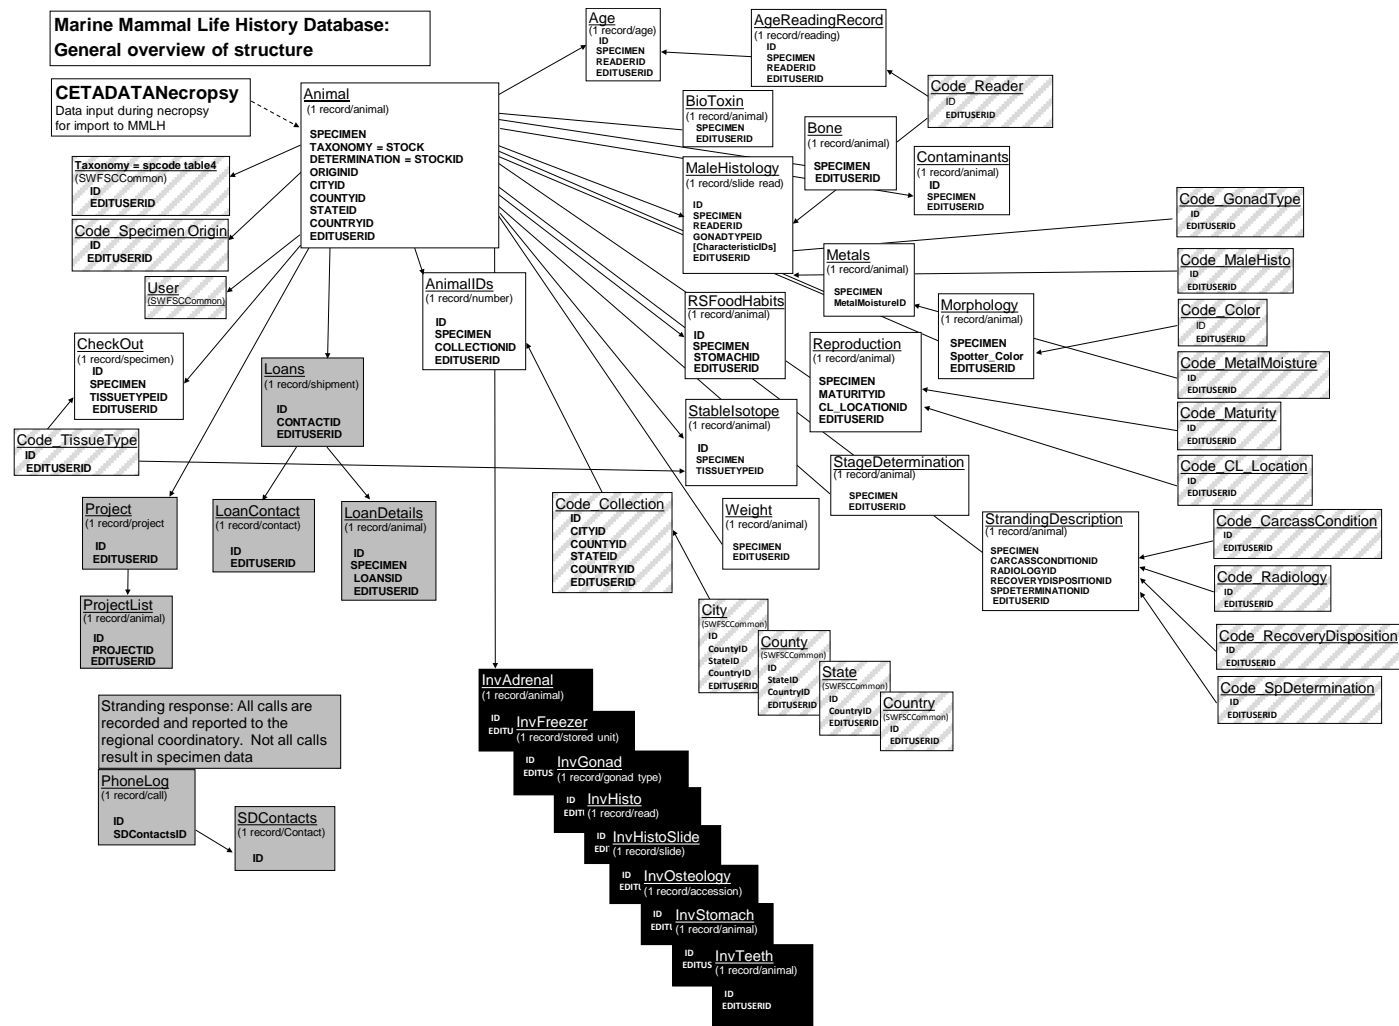 Marine Mammal Life History Database:
General overview of structure
CETADATANecropsy
Data input during necropsy
for import to MMLH
Animal
(1 record/animal)
SPECIMEN
TAXONOMY = STOCK
DETERMINATION = STOCKID
ORIGINID
CITYID
COUNTYID
STATEID
COUNTRYID
EDITUSERID
Taxonomy = spcode table4
(SWFSCCommon)
ID
EDITUSERID
Code_Specimen Origin
ID
EDITUSERID
User
(SWFSCCommon)
CheckOut
(1 record/specimen)
ID
SPECIMEN
TISSUETYPEID
EDITUSERID
Code_TissueType
ID
EDITUSERID
Loans
(1 record/shipment)
ID
CONTACTID
EDITUSERID
AnimalIDs
(1 record/number)
ID
SPECIMEN
COLLECTIONID
EDITUSERID
Project
(1 record/project
ID
EDITUSERID
LoanContact
(1 record/contact)
ID
EDITUSERID
LoanDetails
(1 record/animal)
ID
SPECIMEN
LOANSID
EDITUSERID
ProjectList
(1 record/animal)
ID
PROJECTID
EDITUSERID
Stranding response: All calls are
recorded and reported to the
regional coordinatory.  Not all calls
result in specimen data
PhoneLog
(1 record/call)
ID
SDContactsID
SDContacts
(1 record/Contact)
ID
Age
(1 record/age)
ID
SPECIMEN
READERID
EDITUSERID
AgeReadingRecord
(1 record/reading)
ID
SPECIMEN
READERID
EDITUSERID
Code_Reader
ID
EDITUSERID
BioToxin
(1 record/animal)
SPECIMEN
EDITUSERID
Bone
(1 record/animal)
SPECIMEN
EDITUSERID
Contaminants
(1 record/animal)
ID
SPECIMEN
EDITUSERID
MaleHistology
(1 record/slide read)
ID
SPECIMEN
READERID
GONADTYPEID
[CharacteristicIDs]
EDITUSERID
Code_GonadType
ID
EDITUSERID
Metals
(1 record/animal)
SPECIMEN
MetalMoistureID
Code_MaleHisto
ID
EDITUSERID
RSFoodHabits
(1 record/animal)
ID
SPECIMEN
STOMACHID
EDITUSERID
Morphology
(1 record/animal)
SPECIMEN
Spotter_Color
EDITUSERID
Code_Color
ID
EDITUSERID
Reproduction
(1 record/animal)
SPECIMEN
MATURITYID
CL_LOCATIONID
EDITUSERID
Code_MetalMoisture
ID
EDITUSERID
Code_Maturity
ID
EDITUSERID
StableIsotope
(1 record/animal)
ID
SPECIMEN
TISSUETYPEID
StageDetermination
(1 record/animal)
SPECIMEN
EDITUSERID
Code_CL_Location
ID
EDITUSERID
Code_Collection
ID
CITYID
COUNTYID
STATEID
COUNTRYID
EDITUSERID
Weight
(1 record/animal)
SPECIMEN
EDITUSERID
StrandingDescription
(1 record/animal)
SPECIMEN
CARCASSCONDITIONID
RADIOLOGYID
RECOVERYDISPOSITIONID
SPDETERMINATIONID
EDITUSERID
Code_CarcassCondition
ID
EDITUSERID
Code_Radiology
ID
EDITUSERID
Code_RecoveryDisposition
ID
EDITUSERID
Code_SpDetermination
ID
EDITUSERID
City
(SWFSCCommon)
ID
CountyID
StateID
CountryID
EDITUSERID
County
(SWFSCCommon)
ID
StateID
CountryID
EDITUSERID
State
(SWFSCCommon)
ID
CountryID
EDITUSERID
Country
(SWFSCCommon)
ID
EDITUSERID
InvAdrenal
(1 record/animal)
ID
EDITU
InvFreezer
(1 record/stored unit)
ID
EDITUS
InvGonad
(1 record/gonad type)
ID
EDITU
InvHisto
(1 record/read)
ID
EDITU
InvHistoSlide
(1 record/slide)
ID
EDITU
InvOsteology
(1 record/accession)
ID
EDITU
InvStomach
(1 record/animal)
ID
EDITUS
InvTeeth
(1 record/animal)
ID
EDITUSERID